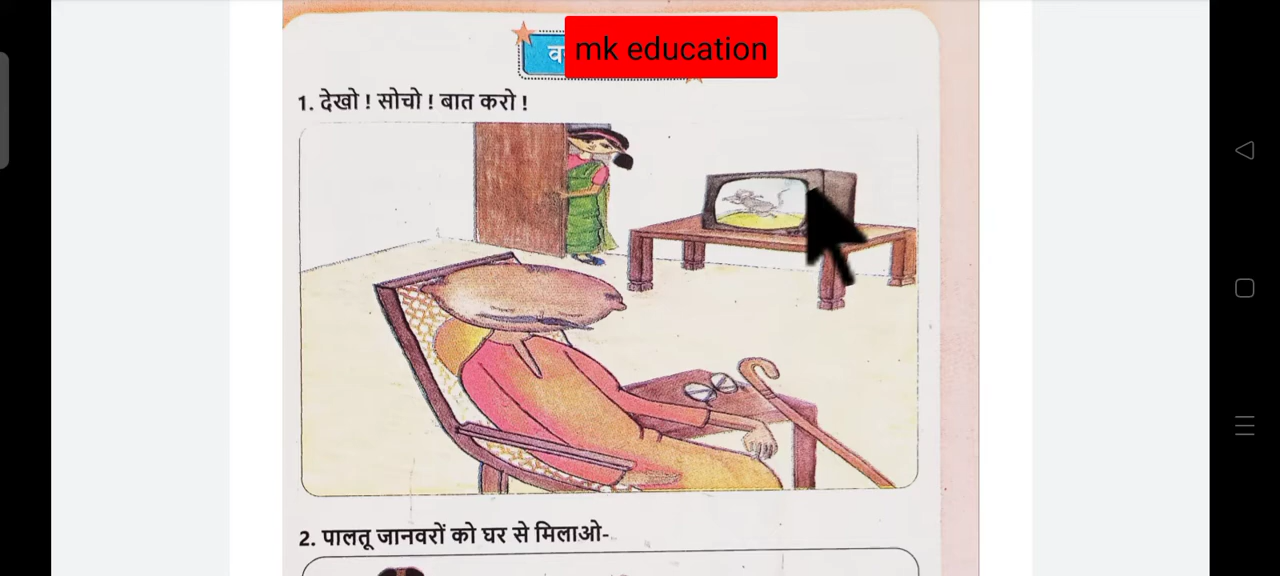 mk education
1. देखो ! सोचो ! बात करो !
2. पालतू जानवरों को घर से मिलाओ-